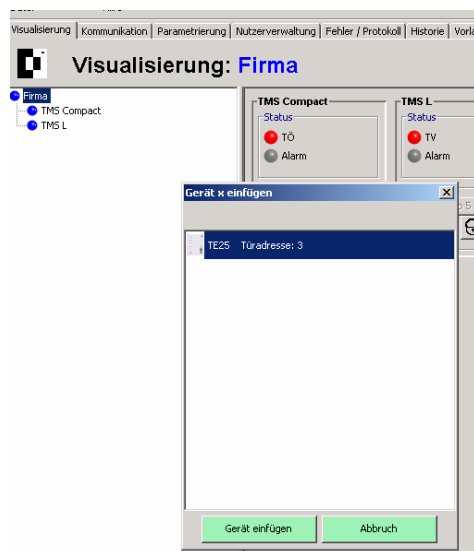 Visualisierung Kommunikation Parametrierung Nutzerverwaltung Fehler / Protokoll Historie
Visualisierung: Firma
Firma
TMS Compact
TMS L
TMS Compact
Status
TÖ
Alarm
TMS L
Status
TV
Alarm
Gerät x einfügen
TE25 Türadresse: 3
Gerät einfügen Abbruch